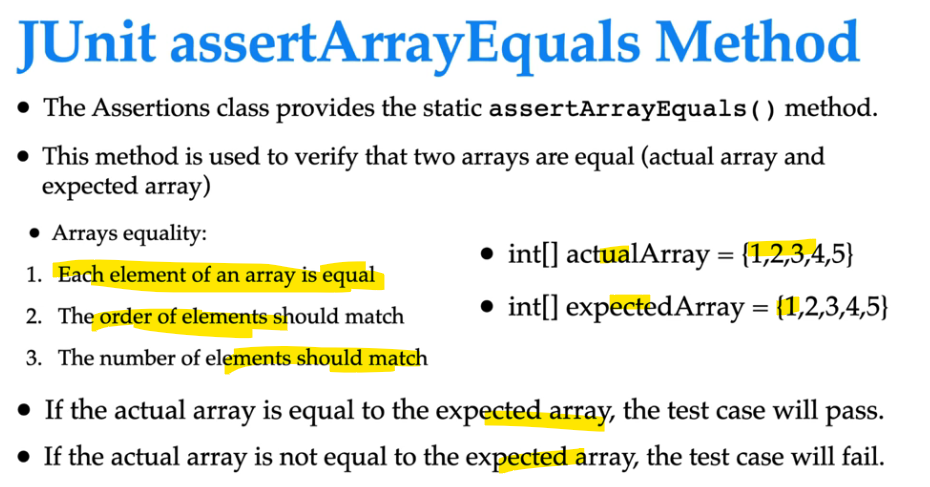 JUnit assertArrayEquals Method
• The Assertions class provides the static assertArrayEquals() method.
• This method is used to verify that two arrays are equal (actual array and
expected array)
• Arrays equality:
1. Each element of an array is equal
2. The order of elements should match
3. The number of elements should match
• int[] actualArray = {1,2,3,4,5}
• int[] expectedArray = {1,2,3,4,5}
• If the actual array is equal to the expected array, the test case will pass.
• If the actual array is not equal to the expected array, the test case will fail.